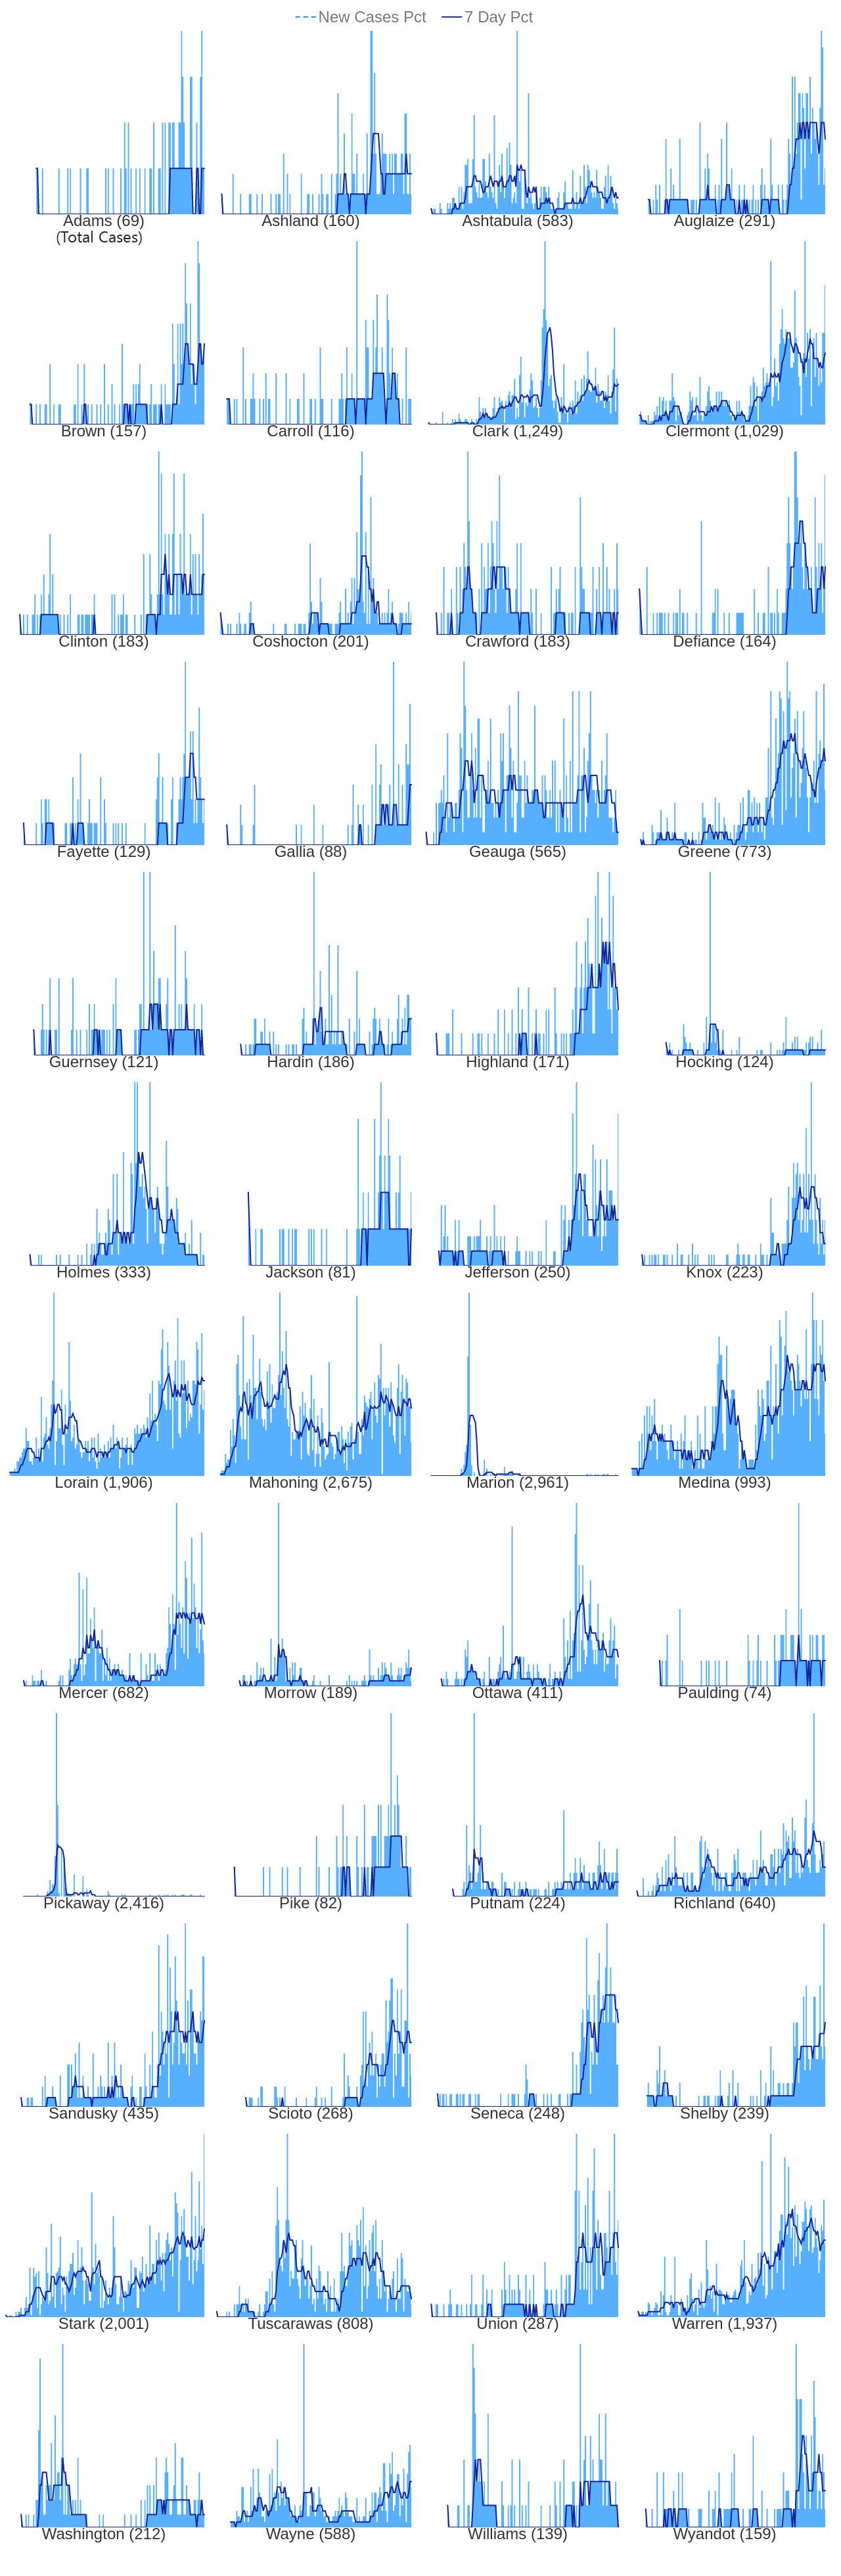 New Cases Pct 7 Day Pct
Adams (69) Ashland (160) Ashtabula (583) Auglaize (291)
(Total Cases)
Brown (157) Carroll (116) Clark (1,249) Clermont (1,029)
Clinton (183) Coshocton (201) Crawford (183) Defiance (164)
Fayette (129) Gallia (88) Geauga (565) Greene (773)
Guernsey (121) Hardin (186) Highland (171) Hocking (124)
Holmes (333) Jackson (81) Jefferson (250) Knox (223)
Lorain (1,906) Mahoning (2,675) Marion (2,961) Medina (993)
Mercer (682) Morrow (189) Ottawa (411) Paulding (74)
Pickaway (2,416) Pike (82) Putnam (224) Richland (640)
Sandusky (435) Scioto (268) Seneca (248) Shelby (239)
Stark (2,001) Tuscarawas (808) Union (287) Warren (1,937)
Washington (212) Wayne (588) Williams (139) Wyandot (159)